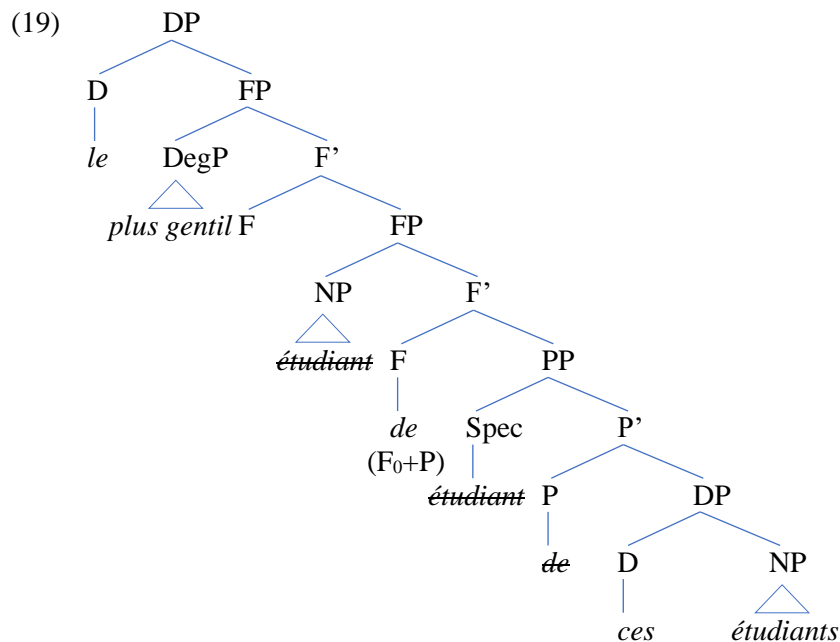 (19) DP
D FP
le DegP F’
plus gentil F FP
NP F’
étudiant F PP
de Spec P’
(F₀+P)
étudiant P DP
de D NP
ces étudiants